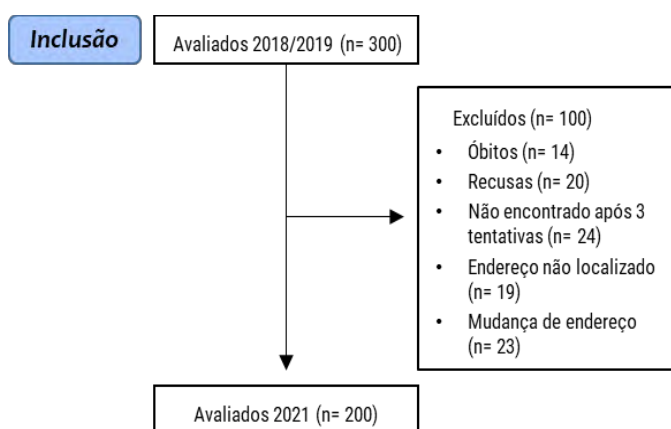 Inclusão
Avaliados 2018/2019 (n= 300)
Excluídos (n= 100)
• Óbitos (n= 14)
• Recusas (n= 20)
• Não encontrado após 3
tentativas (n= 24)
• Endereço não localizado
(n= 19)
• Mudança de endereço
(n= 23)
Avaliados 2021 (n= 200)